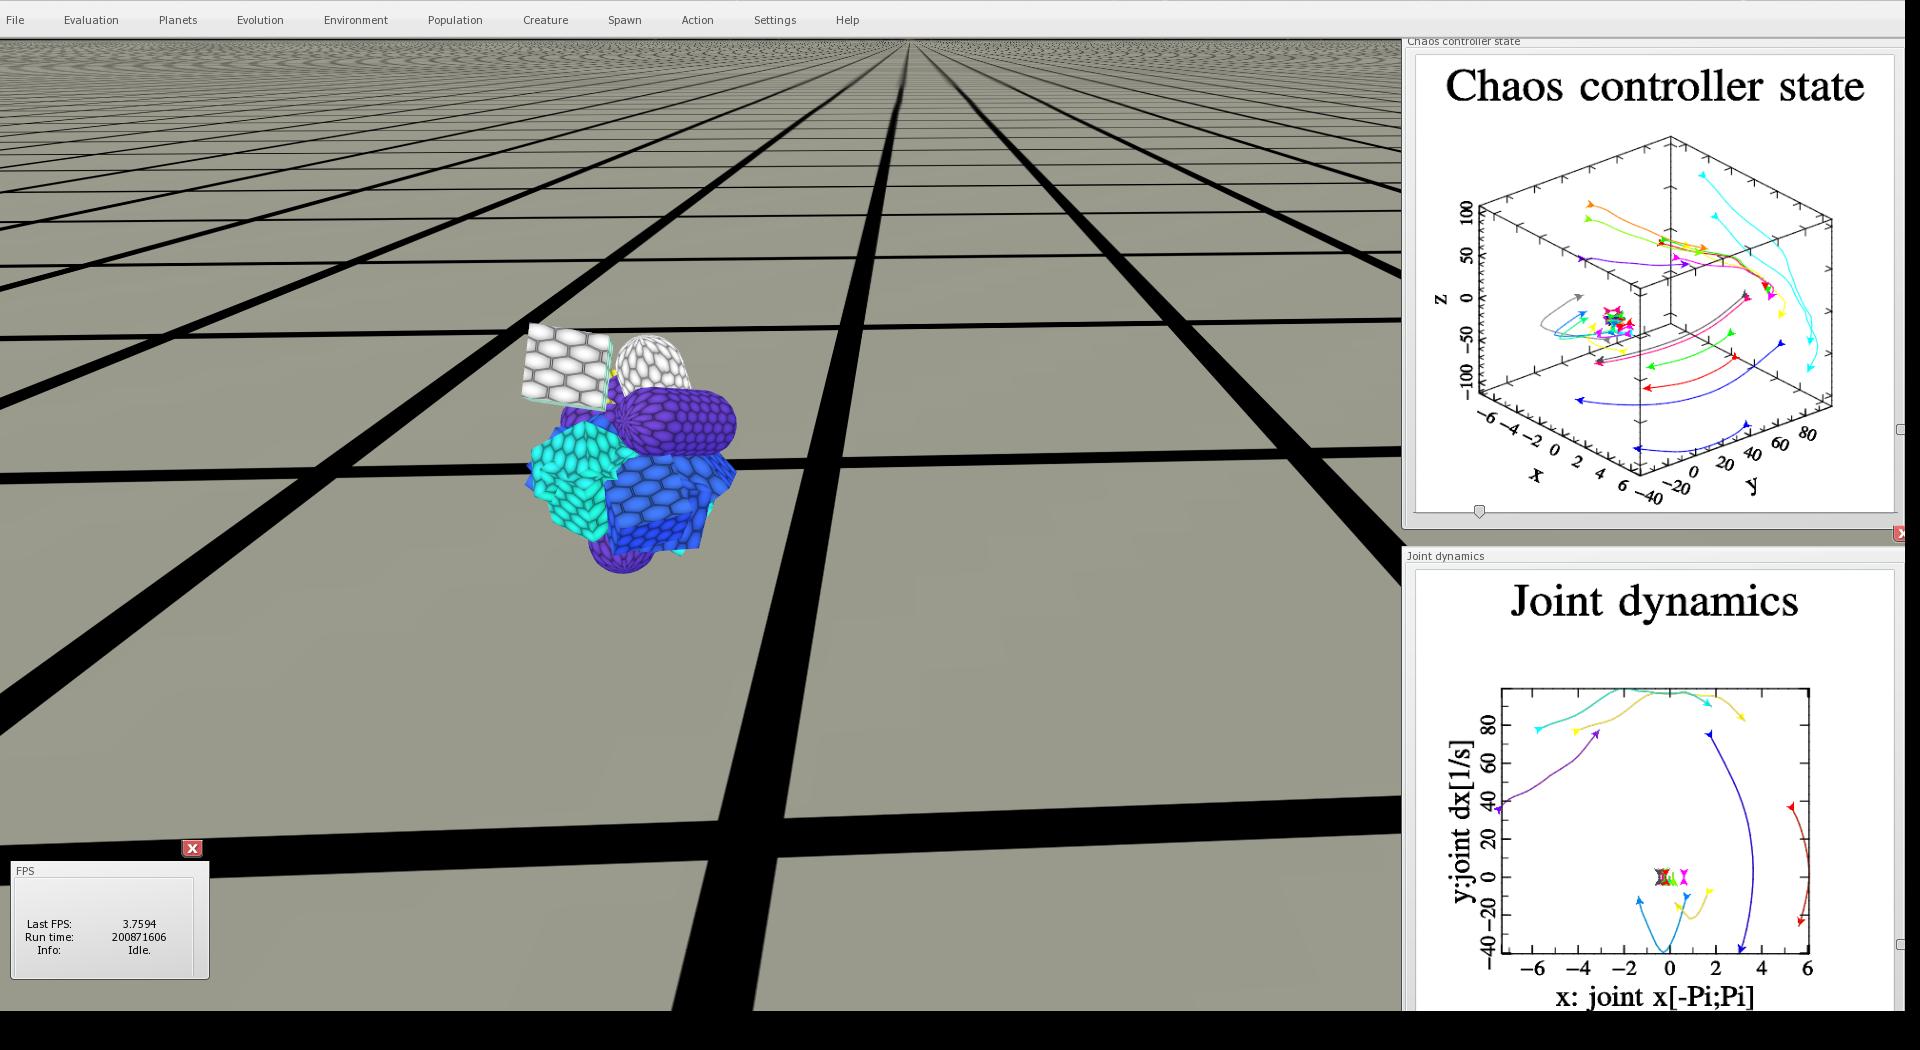 File Evaluation Planets Evolution Environment Population Creature Spawn Action Settings Help
Chaos controller state
Chaos controller state
100
50
0
−50
−100
z
−6 −4 −2 0 2 4 6
x
−40 −20 0 20 40 60 80
y
Joint dynamics
Joint dynamics
80
60
40
20
0
−20
−40
y:joint dx[1/s]
−6 −4 −2 0 2 4 6
x: joint x[-Pi;Pi]
FPS
Last FPS: 3.7594
Run time: 200871606
Info: Idle.